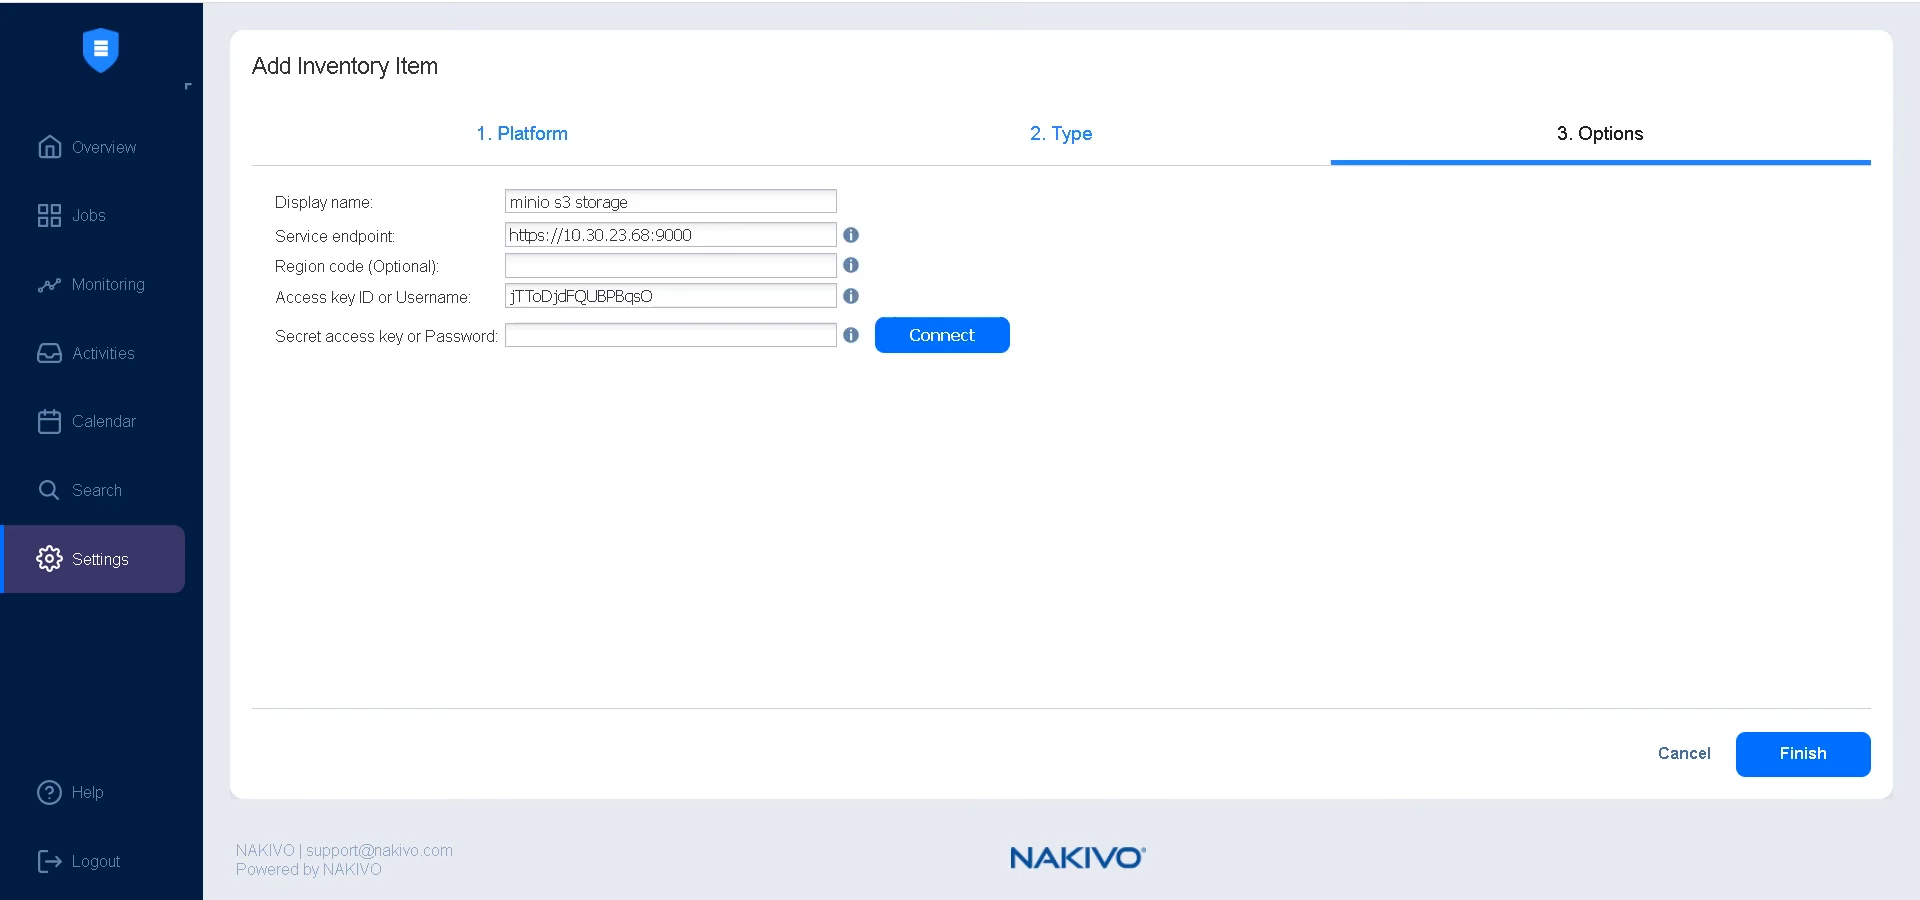 Add Inventory Item
1. Platform
2. Type
3. Options
Overview
Jobs
Monitoring
Activities
Calendar
Search
Settings
Help
Logout
Display name: minio s3 storage
Service endpoint: https://10.30.23.68:9000
Region code (Optional):
Access key ID or Username: jTToDjdFQUBPBqsO
Secret access key or Password: Connect
Cancel Finish
NAKIVO | support@nakivo.com
Powered by NAKIVO
NAKIVO®